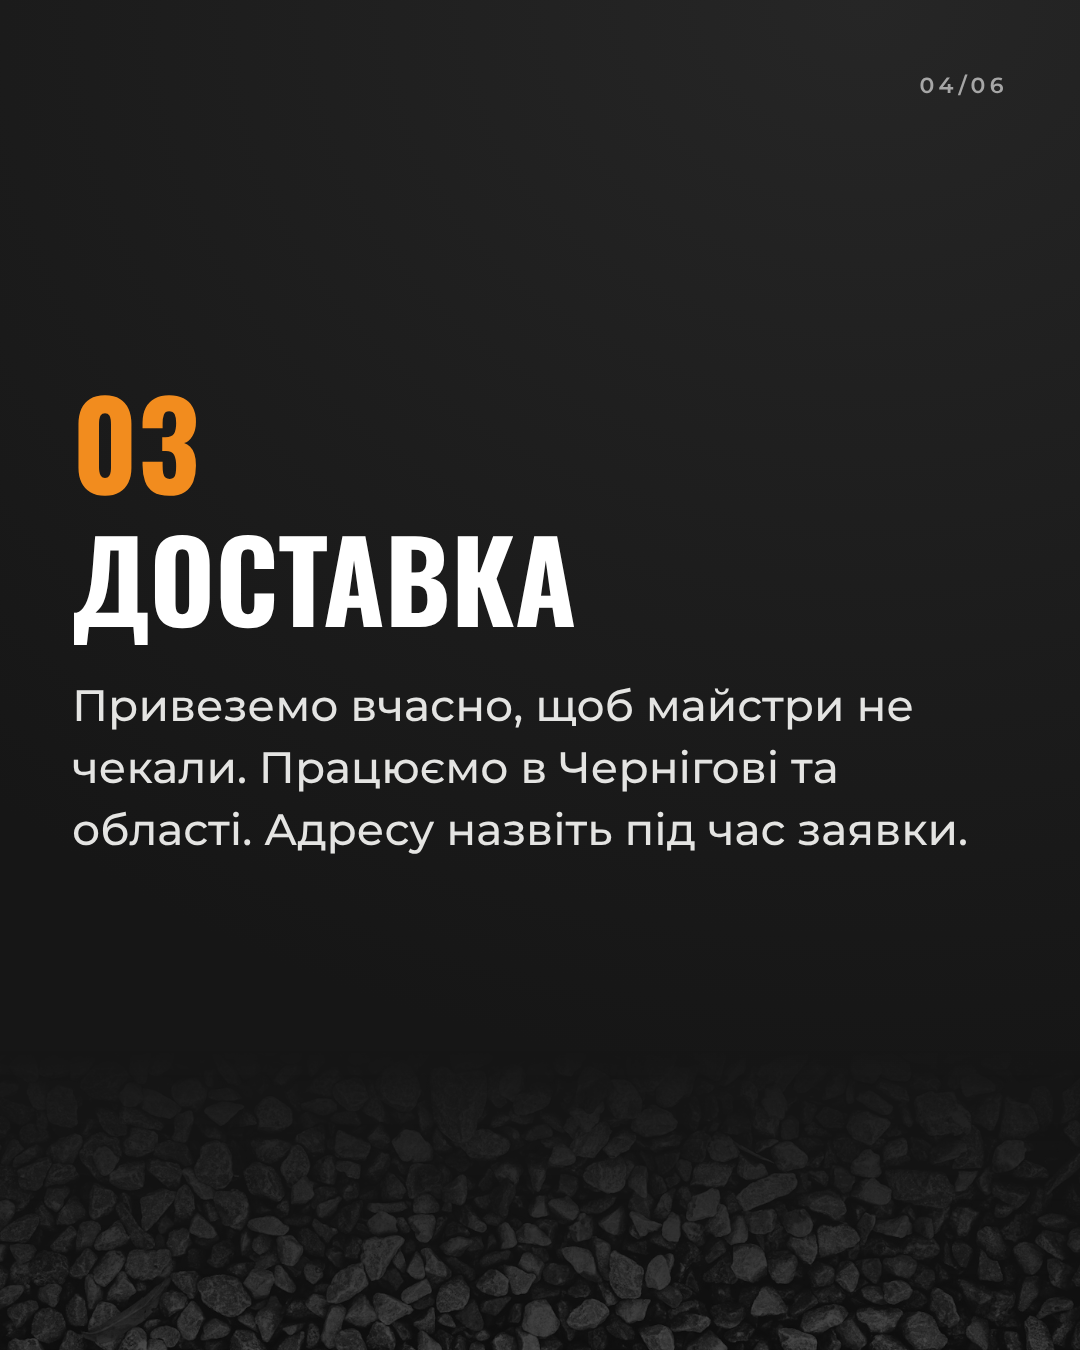 04/06
03
ДОСТАВКА
Привеземо вчасно, щоб майстри не
чекали. Працюємо в Чернігові та
області. Адресу назвіть під час заявки.